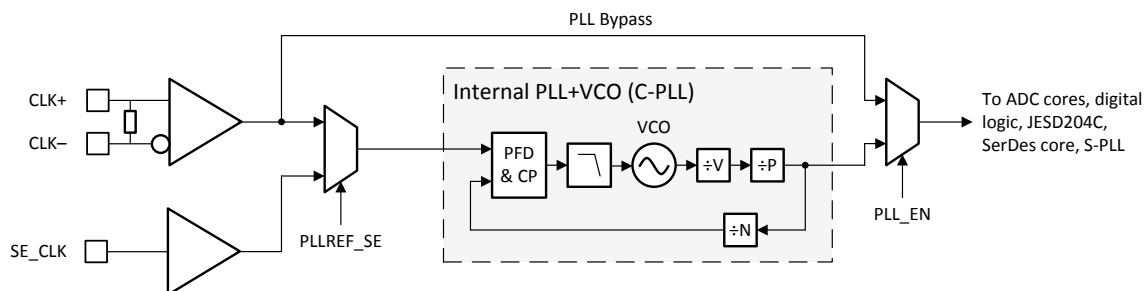 PLL Bypass
CLK+
CLK–
SE_CLK
PLLREF_SE
Internal PLL+VCO (C-PLL)
PFD
& CP
VCO
÷V
÷P
÷N
PLL_EN
To ADC cores, digital
logic, JESD204C,
SerDes core, S-PLL